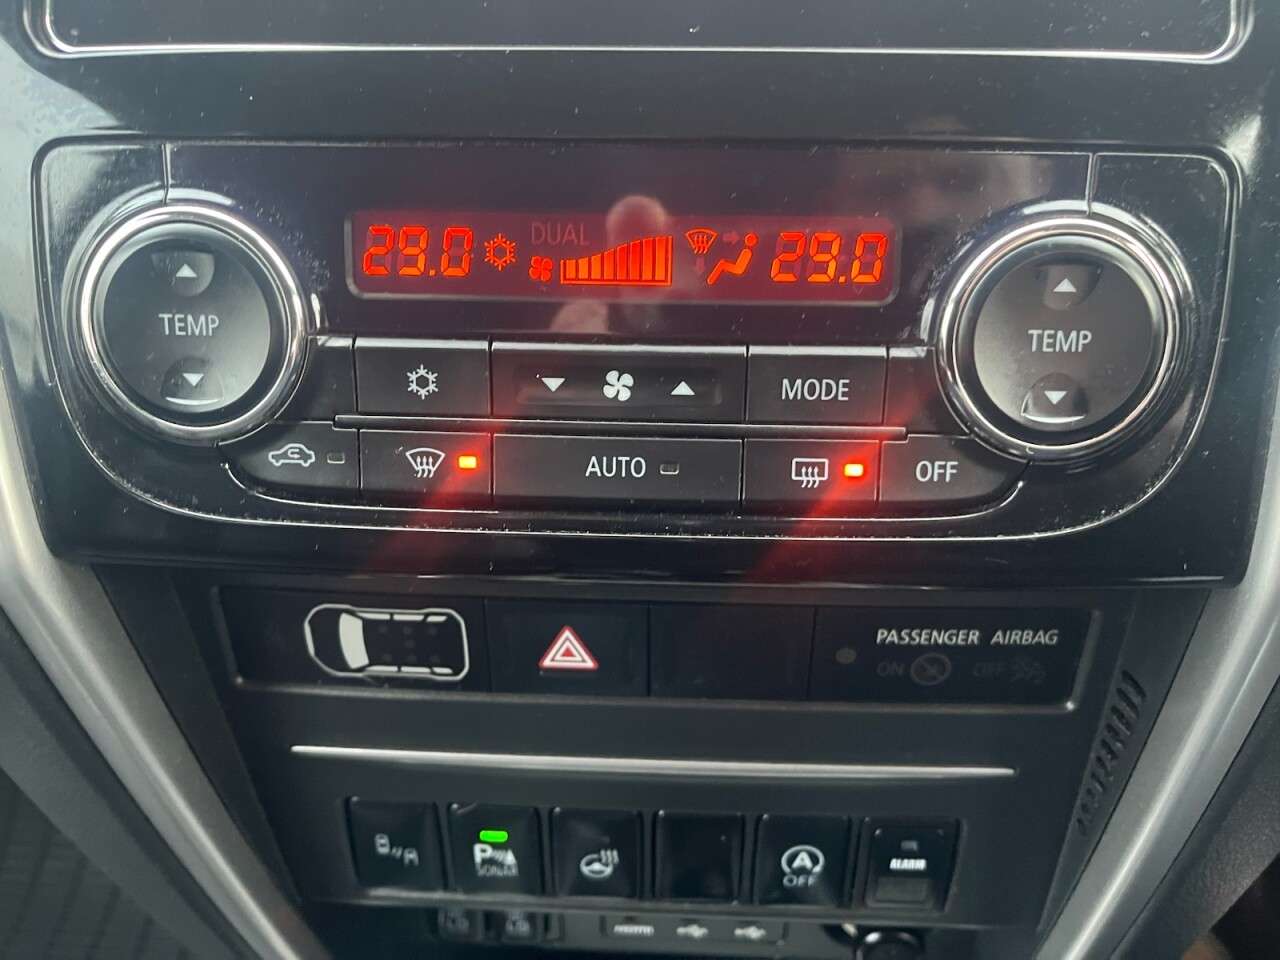 DUAL
29.0 29.0
TEMP
TEMP
MODE
AUTO
OFF
PASSENGER AIRBAG
ON OFF
P
SONAR
A
OFF
ALARM